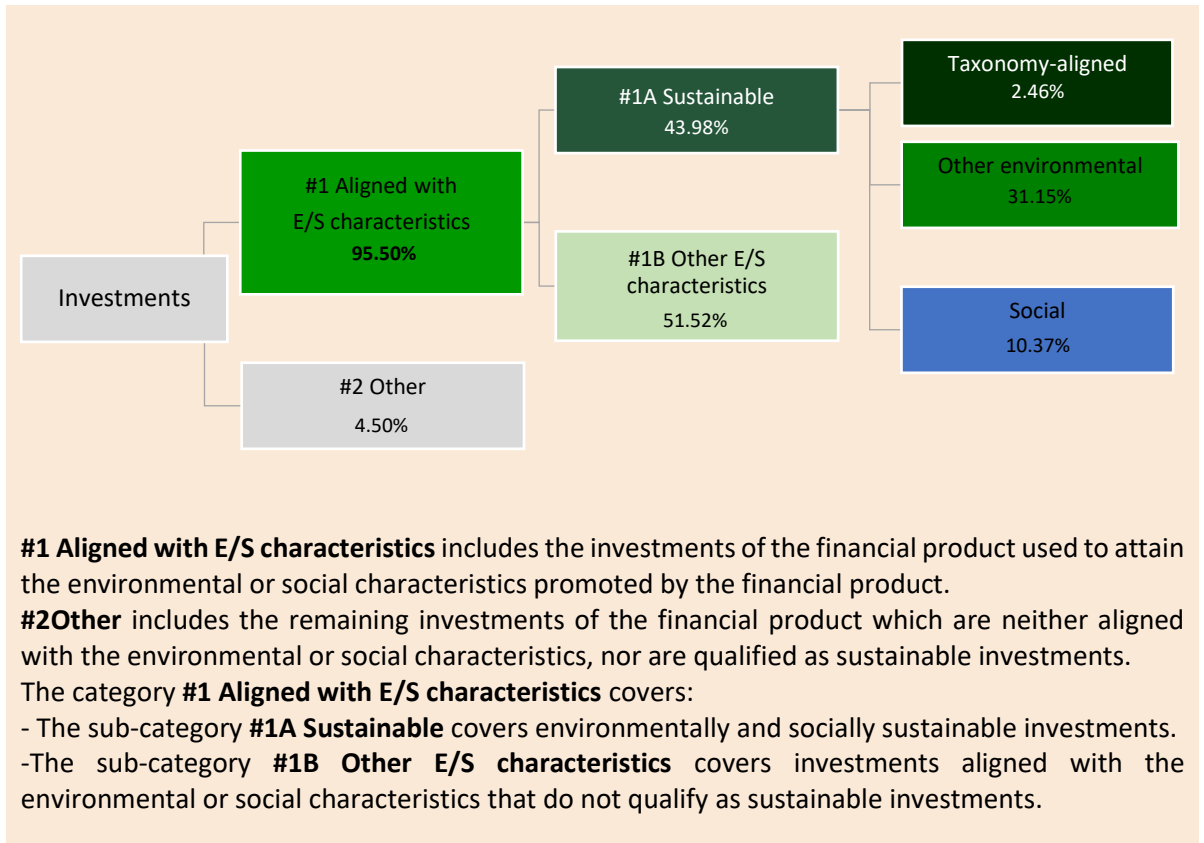 Investments
#1 Aligned with
E/S characteristics
95.50%
#2 Other
4.50%
#1A Sustainable
43.98%
#1B Other E/S
characteristics
51.52%
Taxonomy-aligned
2.46%
Other environmental
31.15%
Social
10.37%
#1 Aligned with E/S characteristics includes the investments of the financial product used to attain
the environmental or social characteristics promoted by the financial product.
#2Other includes the remaining investments of the financial product which are neither aligned
with the environmental or social characteristics, nor are qualified as sustainable investments.
The category #1 Aligned with E/S characteristics covers:
- The sub-category #1A Sustainable covers environmentally and socially sustainable investments.
-The sub-category #1B Other E/S characteristics covers investments aligned with the
environmental or social characteristics that do not qualify as sustainable investments.